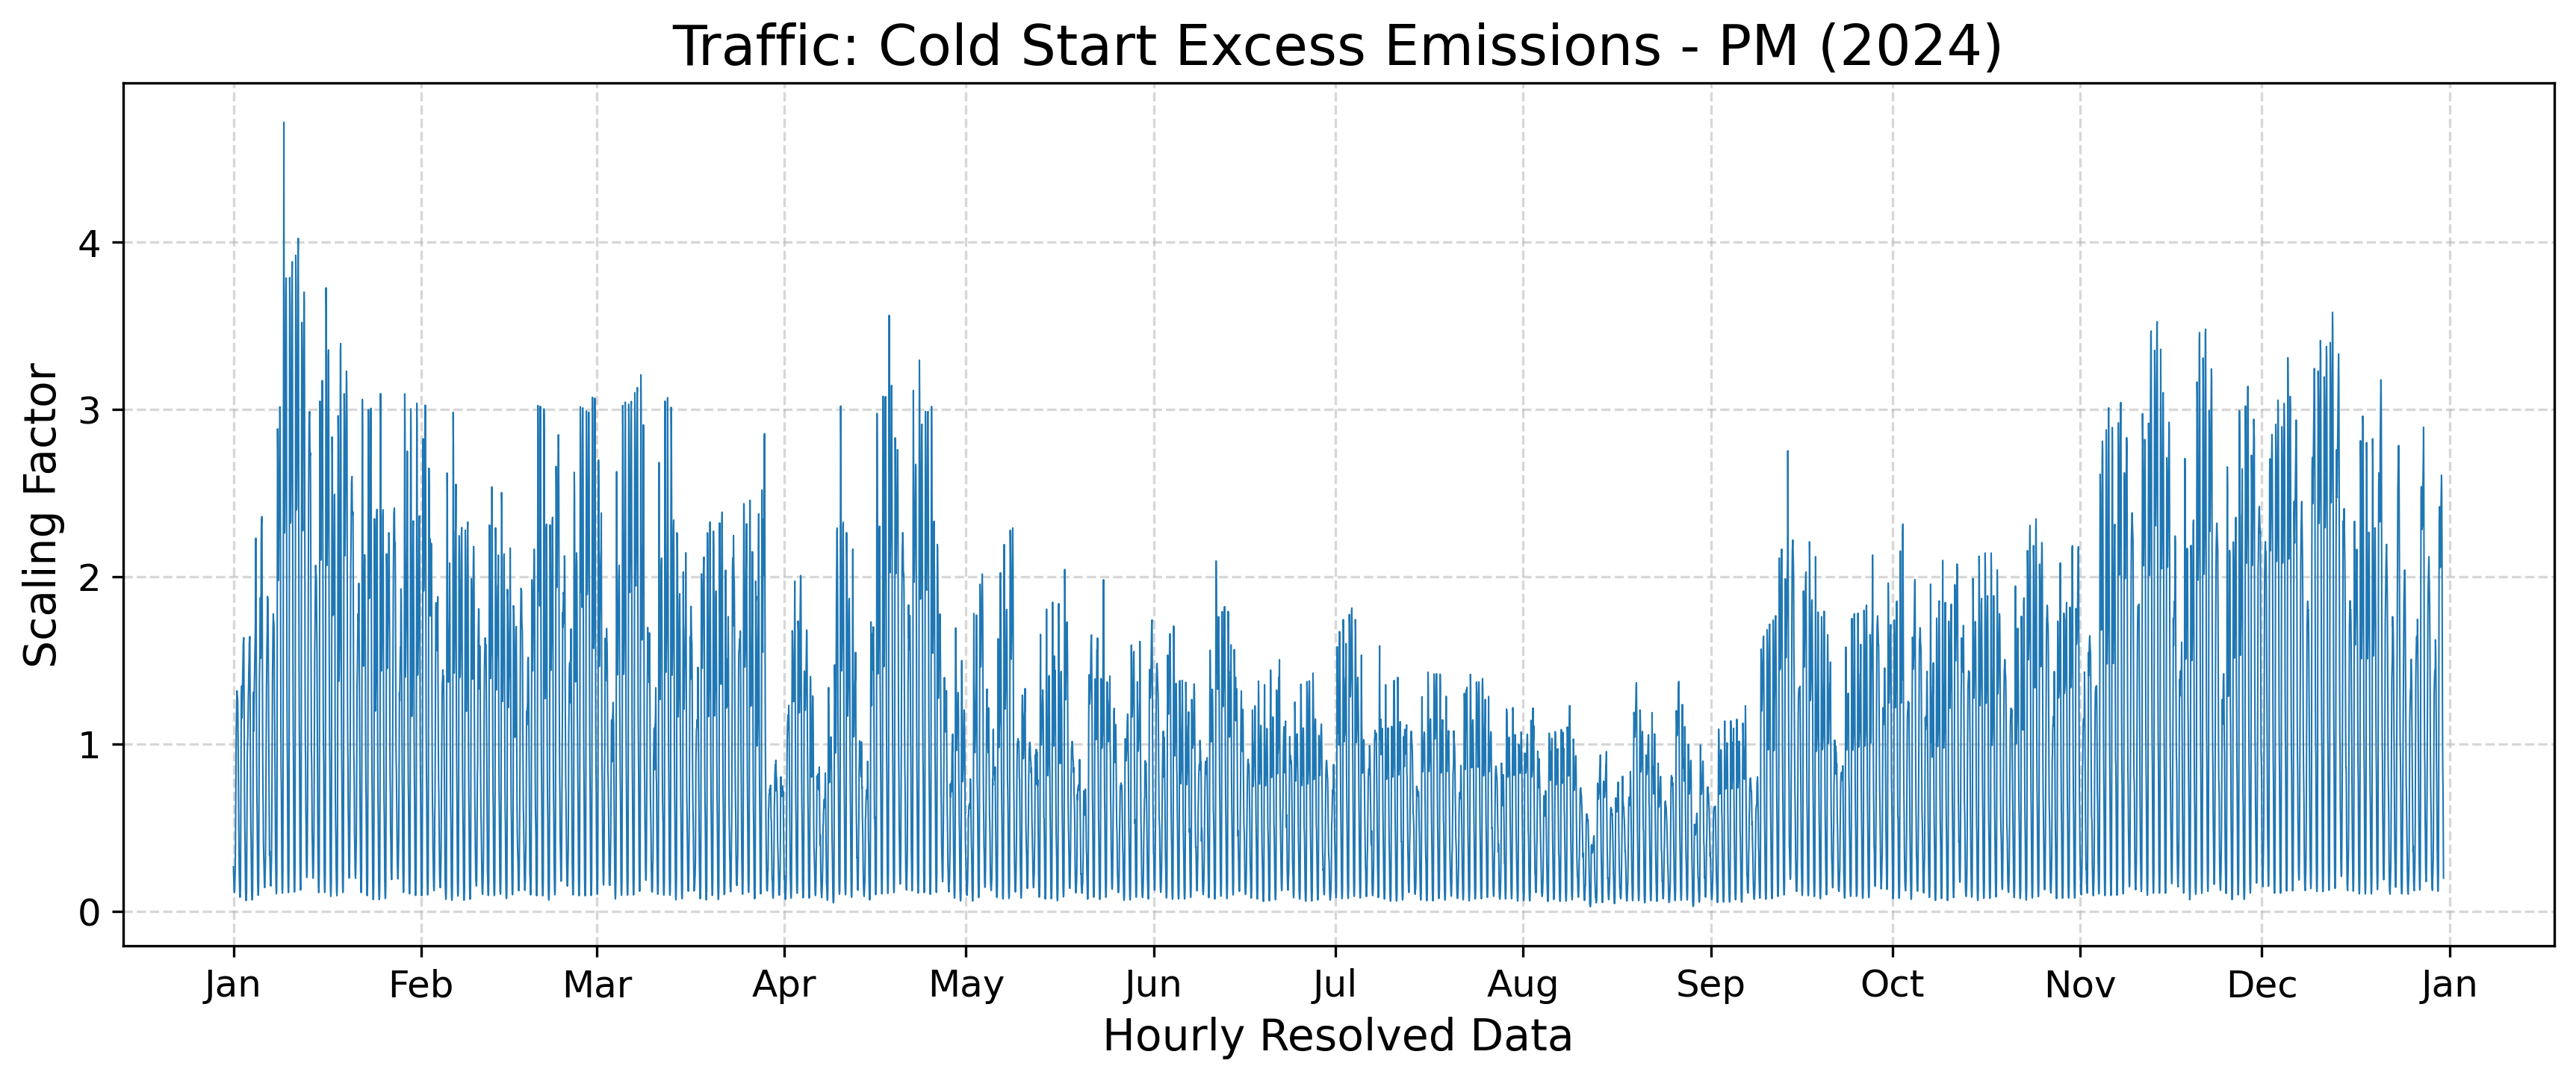 Traffic: Cold Start Excess Emissions - PM (2024)
Scaling Factor
4
3
2
1
0
Jan Feb Mar Apr May Jun Jul Aug Sep Oct Nov Dec Jan
Hourly Resolved Data